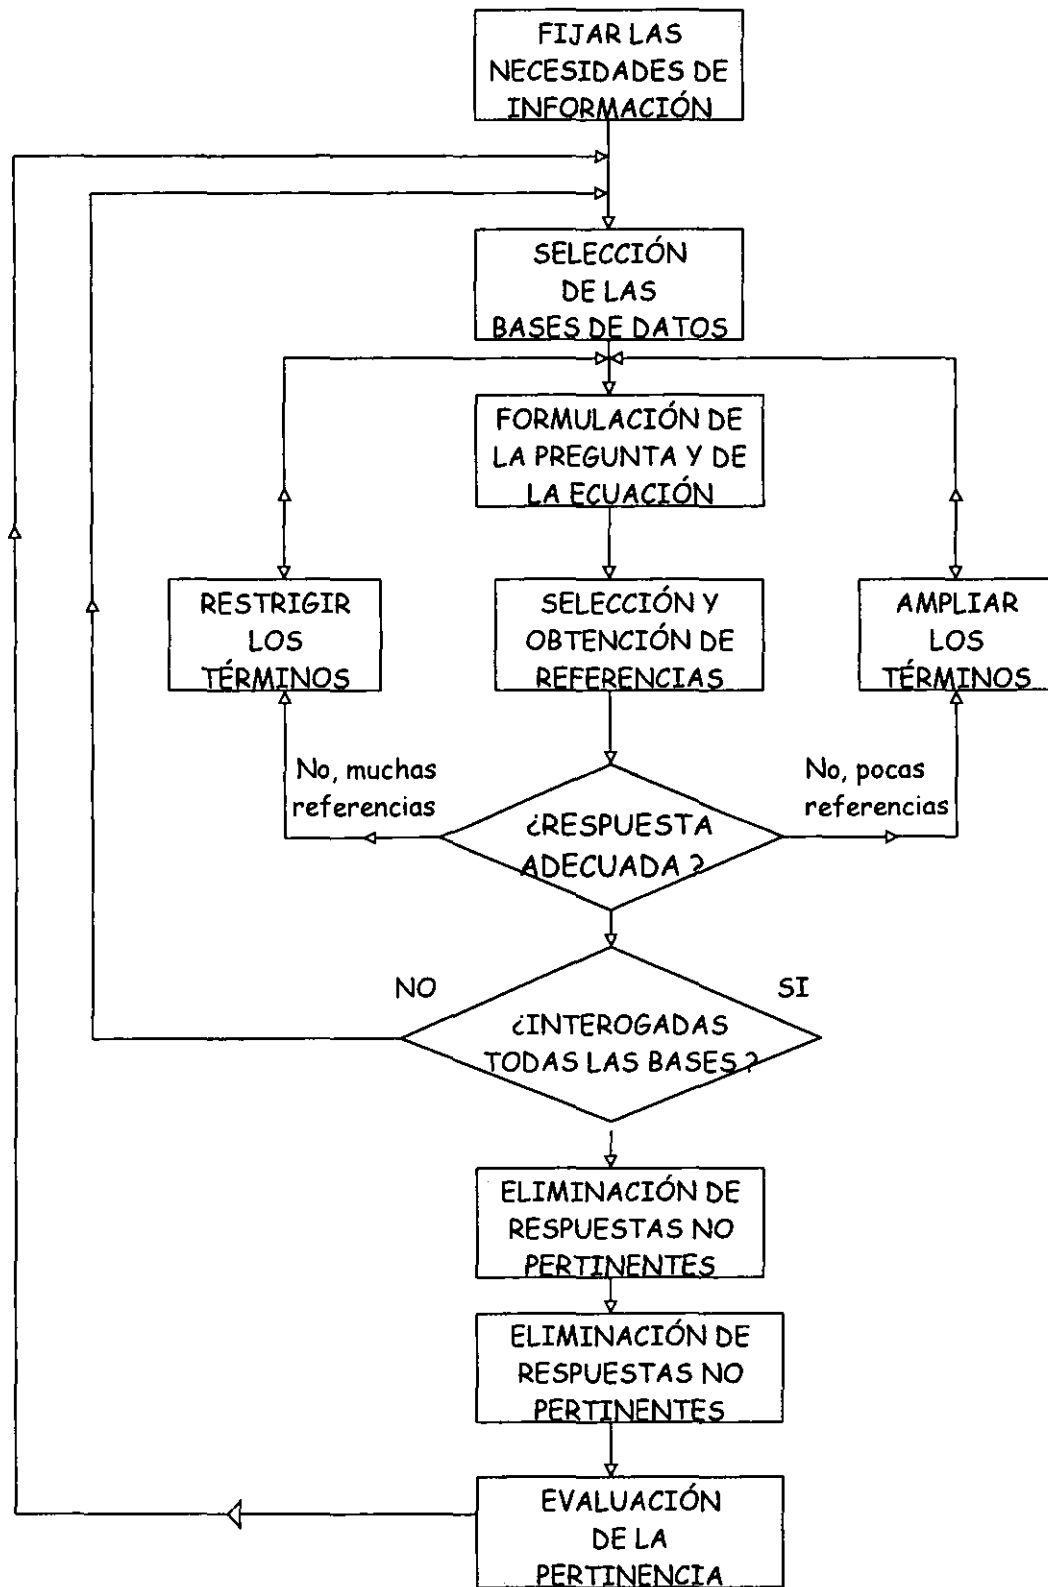 FIJAR LAS
NECESIDADES DE
INFORMACIÓN
SELECCIÓN
DE LAS
BASES DE DATOS
FORMULACIÓN DE
LA PREGUNTA Y DE
LA ECUACIÓN
RESTRIGIR
LOS
TÉRMINOS
SELECCIÓN Y
OBTENCIÓN DE
REFERENCIAS
AMPLIAR
LOS
TÉRMINOS
No, muchas
referencias
No, pocas
referencias
¿RESPUESTA
ADECUADA ?
NO
SI
¿INTEROGADAS
TODAS LAS BASES ?
ELIMINACIÓN DE
RESPUESTAS NO
PERTINENTES
ELIMINACIÓN DE
RESPUESTAS NO
PERTINENTES
EVALUACIÓN
DE LA
PERTINENCIA